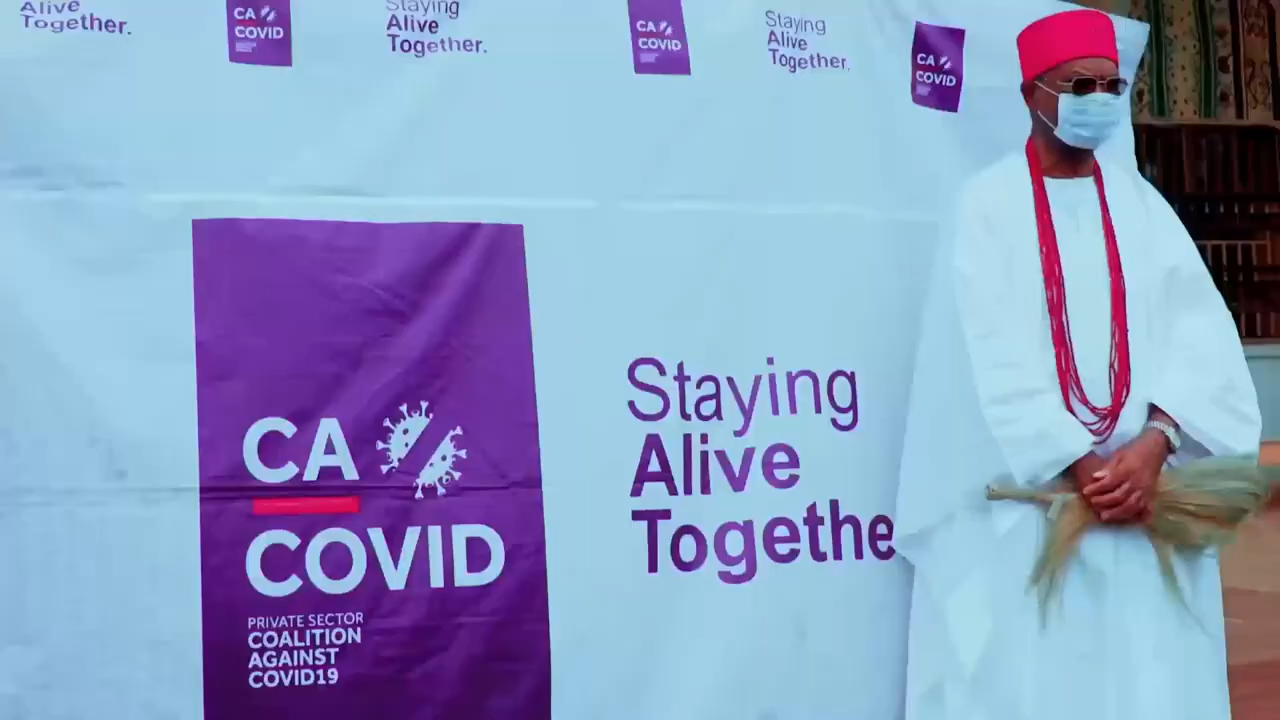 Alive
Together.
CA
COVID
Staying
Alive
Together.
CA
COVID
Staying
Alive
Together.
CA
COVID
CA
COVID
PRIVATE SECTOR
COALITION
AGAINST
COVID19
Staying
Alive
Togethe